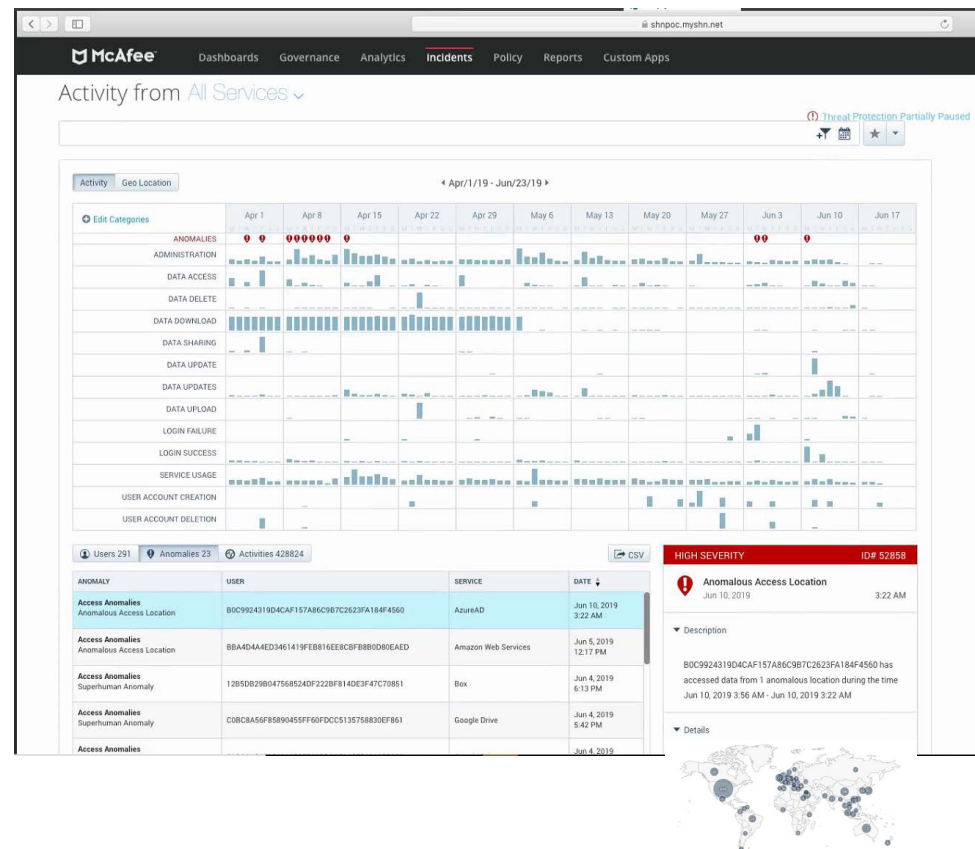 shnpoc.myshn.net
McAfee
Dashboards Governance Analytics Incidents Policy Reports Custom Apps
Activity from All Services
Threat Protection Partially Paused
Activity Geo Location
Apr/1/19 - Jun/23/19
Edit Categories
Apr 1 Apr 8 Apr 15 Apr 22 Apr 29 May 6 May 13 May 20 May 27 Jun 3 Jun 10 Jun 17
ANOMALIES
ADMINISTRATION
DATA ACCESS
DATA DELETE
DATA DOWNLOAD
DATA SHARING
DATA UPDATE
DATA UPDATES
DATA UPLOAD
LOGIN FAILURE
LOGIN SUCCESS
SERVICE USAGE
USER ACCOUNT CREATION
USER ACCOUNT DELETION
Users 291 Anomalies 23 Activities 428824
CSV
ANOMALY USER SERVICE DATE
Access Anomalies
Anomalous Access Location
B0C9924319D4CAF157A86C9B7C2623FA184F4560
AzureAD
Jun 10, 2019
3:22 AM
Access Anomalies
Anomalous Access Location
BBA4D4A4ED3461419FEB816EE8CBFB8B0D80EAED
Amazon Web Services
Jun 5, 2019
12:17 PM
Access Anomalies
Superhuman Anomaly
12B5DB29B047568524DF222BF814DE3F47C70851
Box
Jun 4, 2019
6:13 PM
Access Anomalies
Superhuman Anomaly
C0BC8A56F85890455FF60FDCC5135758830EF861
Google Drive
Jun 4, 2019
5:42 PM
Access Anomalies
Jun 4, 2019
HIGH SEVERITY ID# 52858
Anomalous Access Location
Jun 10, 2019 3:22 AM
Description
B0C9924319D4CAF157A86C9B7C2623FA184F4560 has
accessed data from 1 anomalous location during the time
Jun 10, 2019 3:56 AM - Jun 10, 2019 3:22 AM
Details